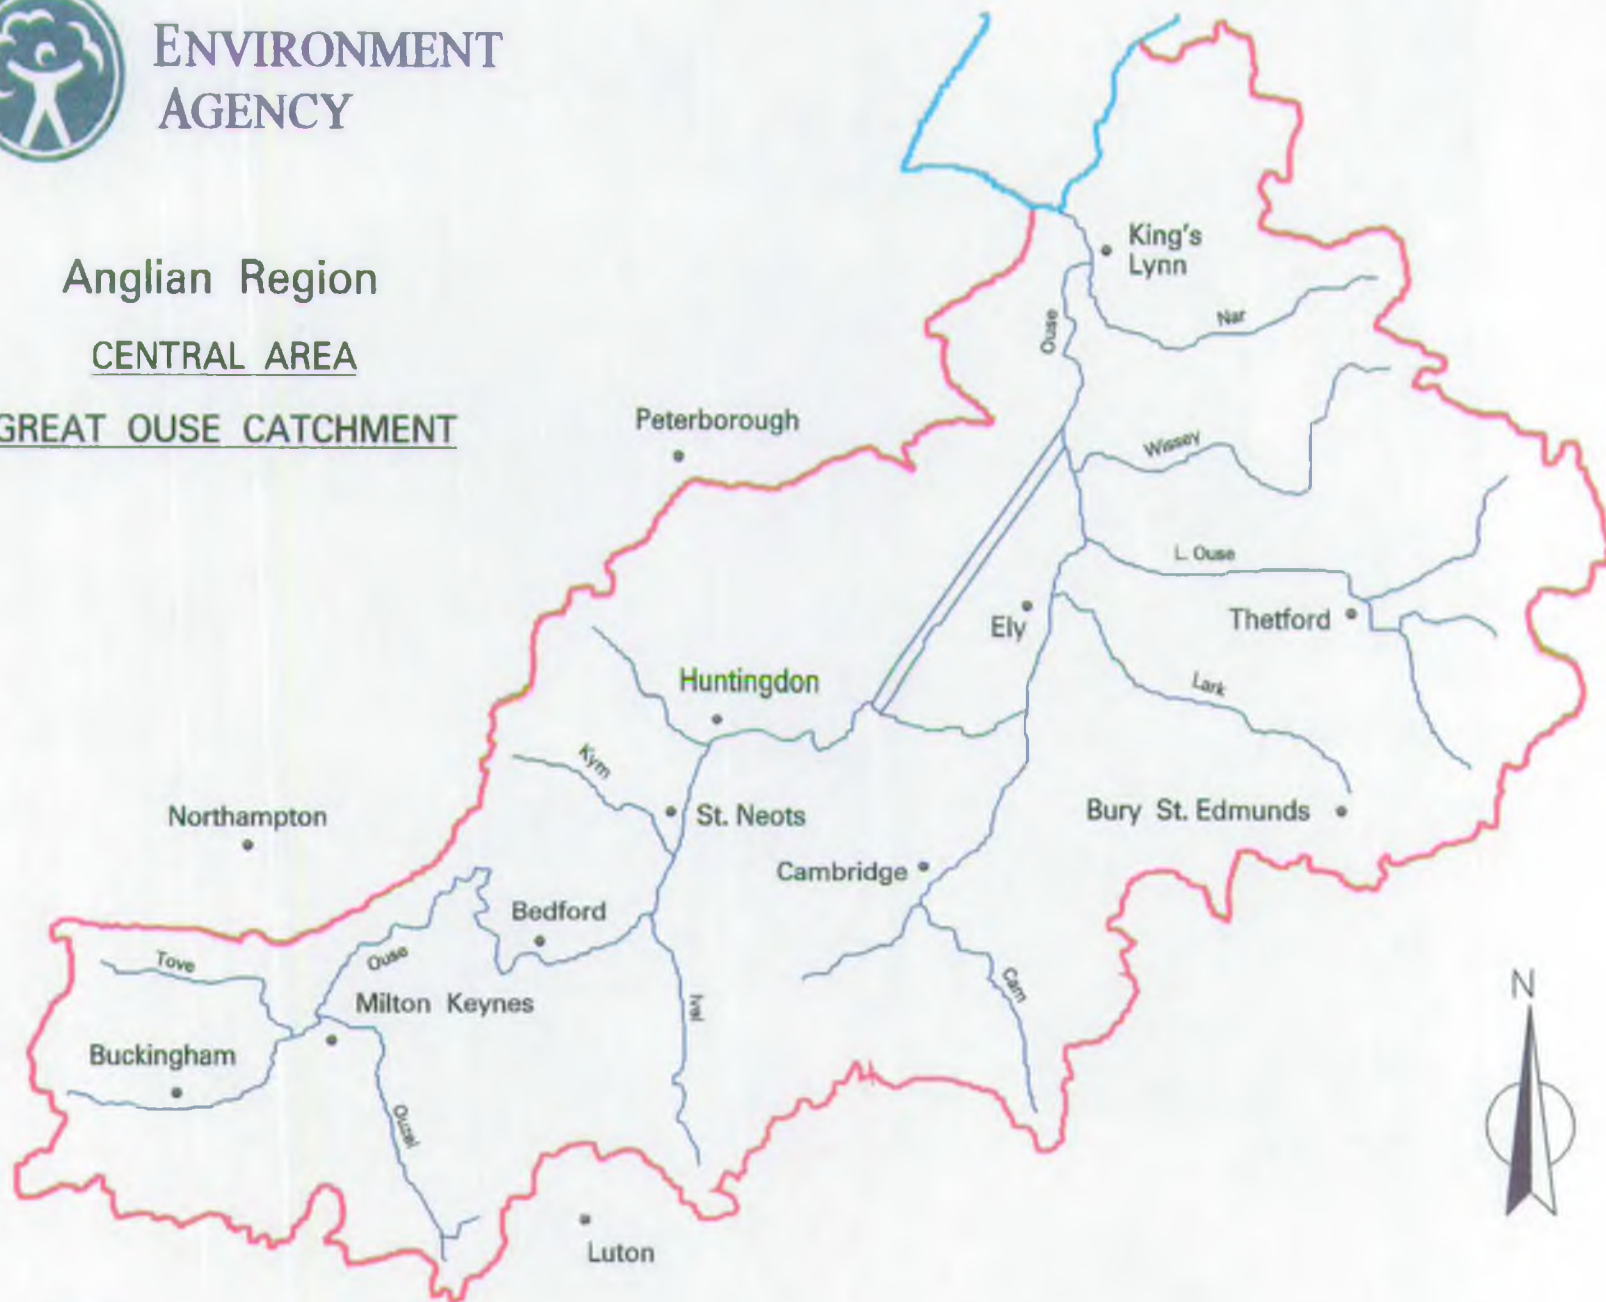 ENVIRONMENT
AGENCY
Anglian Region
CENTRAL AREA
GREAT OUSE CATCHMENT
King's
Lynn
Ouse
Nar
Peterborough
Wissey
L. Ouse
Ely
Thetford
Huntingdon
Lark
Kym
Northampton
St. Neots
Bury St. Edmunds
Cambridge
Bedford
Tove
Ouse
Milton Keynes
Ivel
Cam
N
Buckingham
Ouzel
Luton